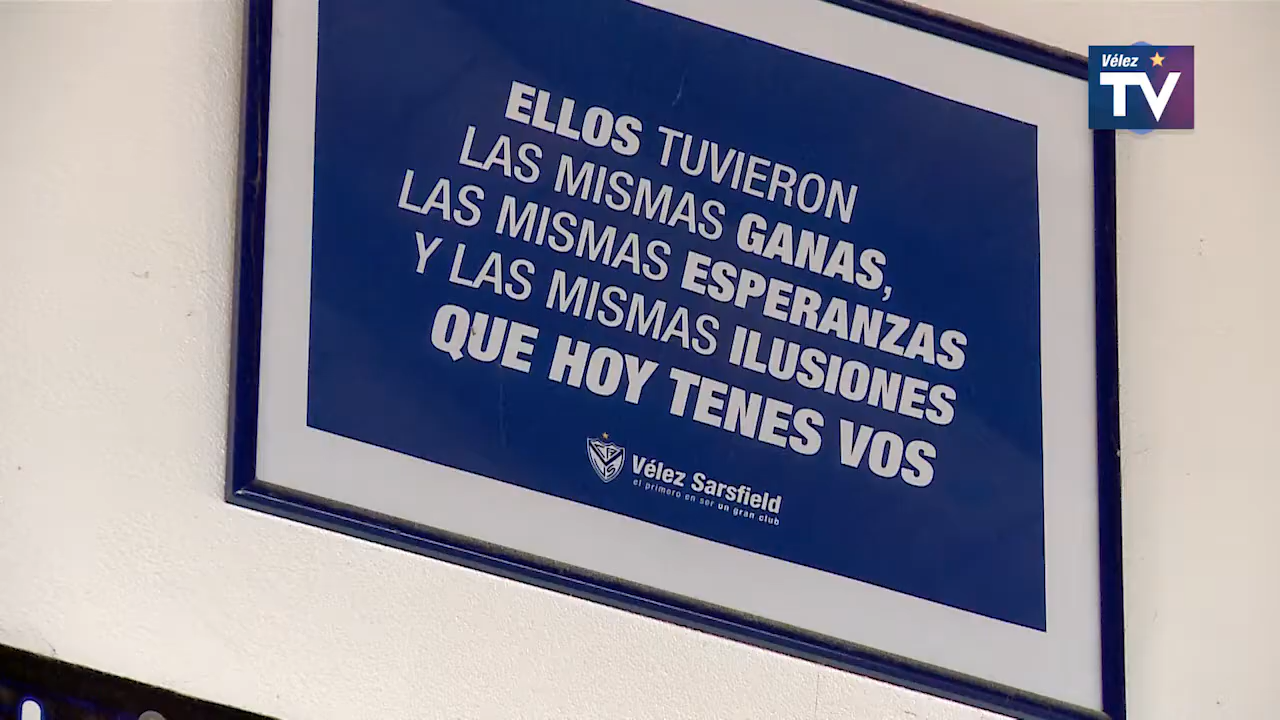 Vélez
TV
ELLOS TUVIERON
LAS MISMAS GANAS,
LAS MISMAS ESPERANZAS
Y LAS MISMAS ILUSIONES
QUE HOY TENES VOS
Vélez Sarsfield
el primero en ser un gran club